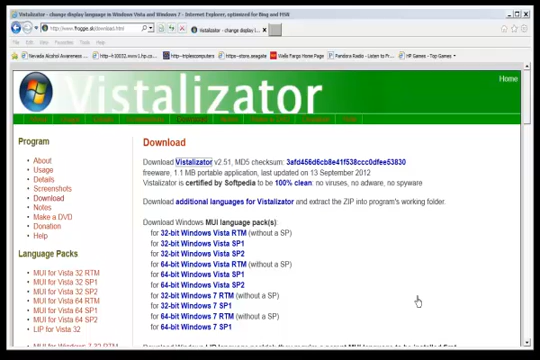 Vistalizator - change display language in Windows Vista and Windows 7 - Internet Explorer, optimized for Bing and MSN
Vistalizator - change displ...
Nevada Alcohol Awareness ...
Wells Fargo Home Page
Pandora Radio - Listen to Fr...
HP Games - Top Games
Vistalizator
Home
Program
About
Usage
Details
Screenshots
Download
Notes
Make a DVD
Donation
Help
Language Packs
MUI for Vista 32 RTM
MUI for Vista 32 SP1
MUI for Vista 32 SP2
MUI for Vista 64 RTM
MUI for Vista 64 SP1
MUI for Vista 64 SP2
LIP for Vista 32
MUI for Windows 7 32 RTM
Download
Download Vistalizator v2.51, MD5 checksum:
freeware, 1.1 MB portable application, last updated on 13 September 2012
Vistalizator is certified by Softpedia to be 100% clean: no viruses, no adware, no spyware
Download additional languages for Vistalizator and extract the ZIP into program's working folder.
Download Windows MUI language pack(s):
for 32-bit Windows Vista RTM (without a SP)
for 32-bit Windows Vista SP1
for 32-bit Windows Vista SP2
for 64-bit Windows Vista RTM (without a SP)
for 64-bit Windows Vista SP1
for 64-bit Windows Vista SP2
for 32-bit Windows 7 RTM (without a SP)
for 32-bit Windows 7 SP1
for 64-bit Windows 7 RTM (without a SP)
for 64-bit Windows 7 SP1